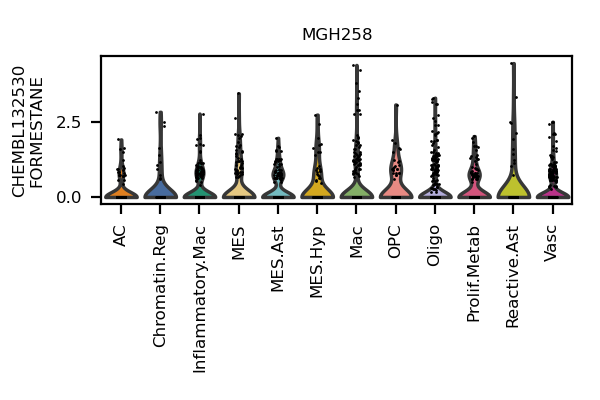 MGH258
CHEMBL132530
FORMESTANE
2.5
0.0
AC
Chromatin.Reg
Inflammatory.Mac
MES
MES.Ast
MES.Hyp
Mac
OPC
Oligo
Prolif.Metab
Reactive.Ast
Vasc